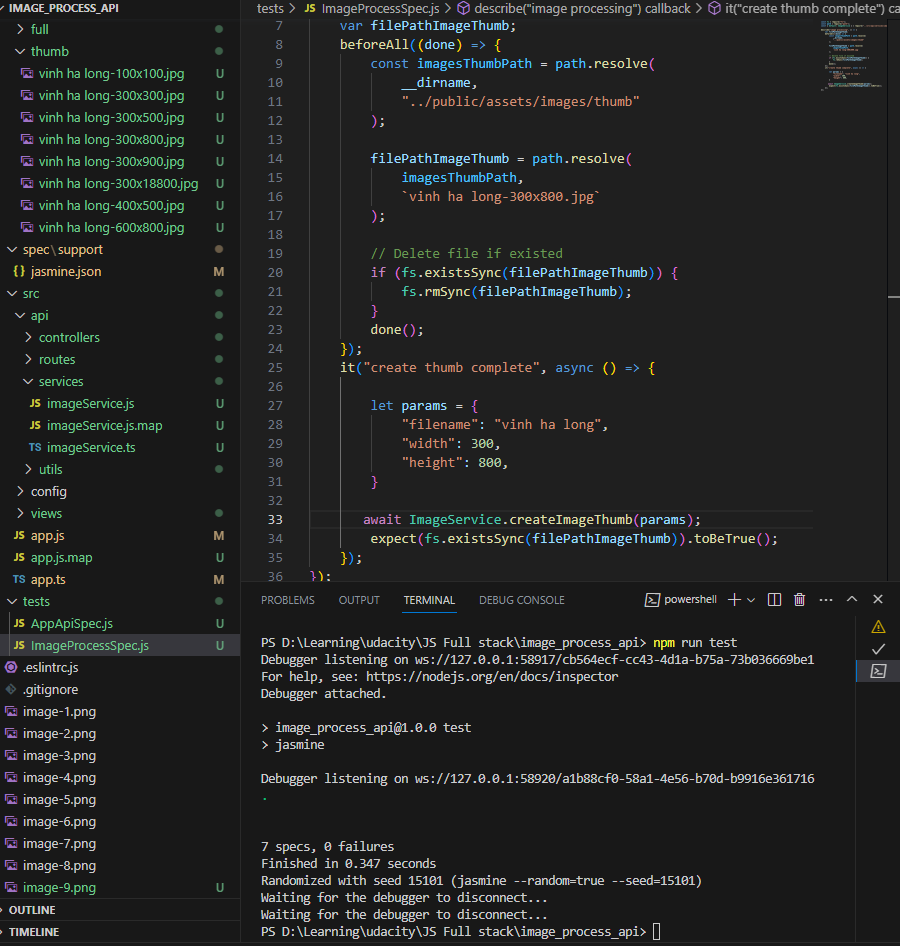 IMAGE_PROCESS_API
full
thumb
vinh ha long-100x100.jpg U
vinh ha long-300x300.jpg U
vinh ha long-300x500.jpg U
vinh ha long-300x800.jpg U
vinh ha long-300x900.jpg U
vinh ha long-300x18800.jpg U
vinh ha long-400x500.jpg U
vinh ha long-600x800.jpg U
spec\support
{} jasmine.json M
src
api
controllers
routes
services
JS imageService.js U
JS imageService.js.map U
TS imageService.ts U
utils
config
views
JS app.js M
JS app.js.map U
TS app.ts M
tests
JS AppApiSpec.js U
JS ImageProcessSpec.js U
.eslintrc.js
.gitignore
image-1.png
image-2.png
image-3.png
image-4.png
image-5.png
image-6.png
image-7.png
image-8.png
image-9.png U
OUTLINE
TIMELINE
tests > JS ImageProcessSpec.js > describe("image processing") callback > it("create thumb complete") ca
7 var filePathImageThumb;
8 beforeAll((done) => {
9 const imagesThumbPath = path.resolve(
10 __dirname,
11 "../public/assets/images/thumb"
12 );
13
14 filePathImageThumb = path.resolve(
15 imagesThumbPath,
16 `vinh ha long-300x800.jpg`
17 );
18
19 // Delete file if existed
20 if (fs.existsSync(filePathImageThumb)) {
21 fs.rmSync(filePathImageThumb);
22 }
23 done();
24 });
25 it("create thumb complete", async () => {
26
27 let params = {
28 "filename": "vinh ha long",
29 "width": 300,
30 "height": 800,
31 }
32
33 await ImageService.createImageThumb(params);
34 expect(fs.existsSync(filePathImageThumb)).toBeTrue();
35 });
36 });
PROBLEMS OUTPUT TERMINAL DEBUG CONSOLE powershell
PS D:\Learning\udacity\JS Full stack\image_process_api> npm run test
Debugger listening on ws://127.0.0.1:58917/cb564ecf-cc43-4d1a-b75a-73b036669be1
For help, see: https://nodejs.org/en/docs/inspector
Debugger attached.
> image_process_api@1.0.0 test
> jasmine
Debugger listening on ws://127.0.0.1:58920/a1b88cf0-58a1-4e56-b70d-b9916e361716
.
7 specs, 0 failures
Finished in 0.347 seconds
Randomized with seed 15101 (jasmine --random=true --seed=15101)
Waiting for the debugger to disconnect...
Waiting for the debugger to disconnect...
PS D:\Learning\udacity\JS Full stack\image_process_api>